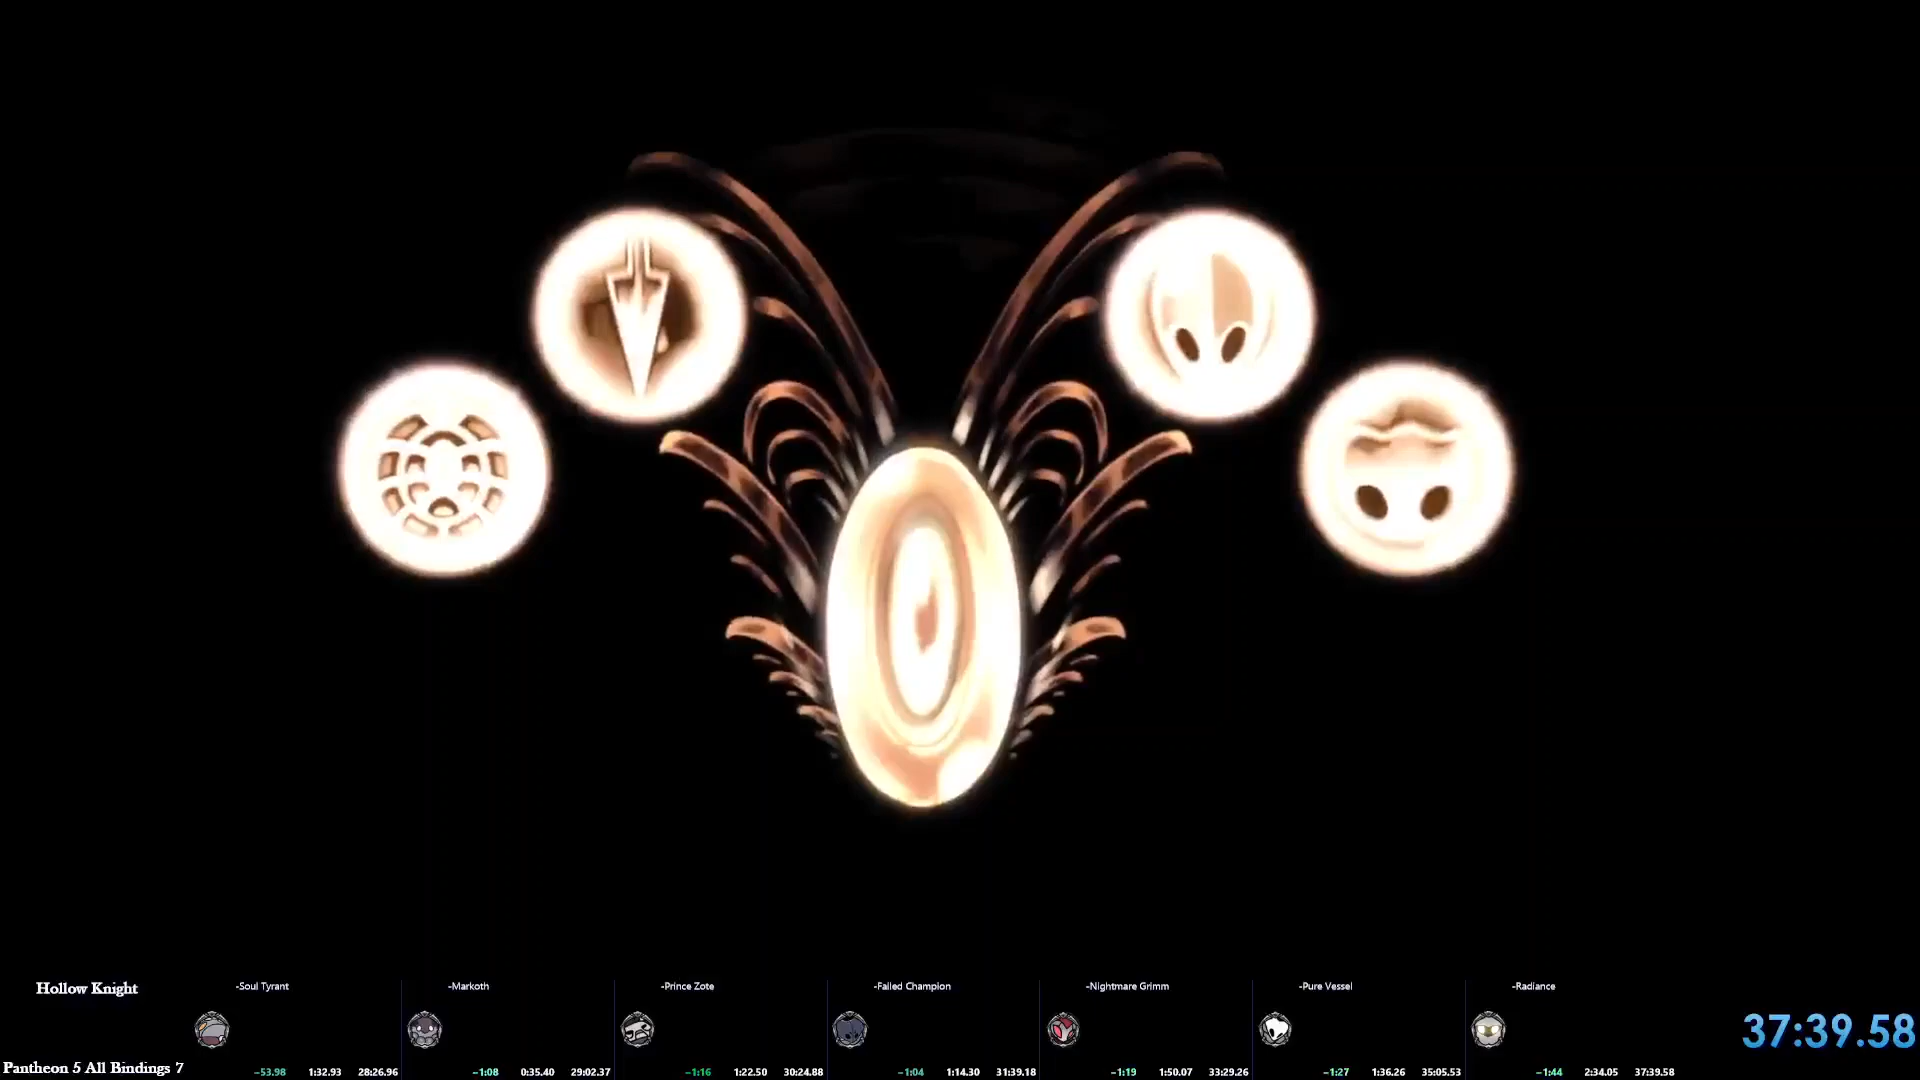 Hollow Knight
Pantheon 5 All Bindings 7
-Soul Tyrant
-53.98 1:32.93 28:26.96
-Markoth
-1:08 0:35.40 29:02.37
-Prince Zote
-1:16 1:22.50 30:24.88
-Failed Champion
-1:04 1:14.30 31:39.18
-Nightmare Grimm
-1:19 1:50.07 33:29.26
-Pure Vessel
-1:27 1:36.26 35:05.53
-Radiance
-1:44 2:34.05 37:39.58
37:39.58